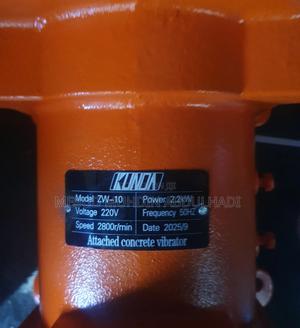 KUNDA
Model ZW-10 Power 2.2KW
Voltage 220V Frequency 50HZ
Speed 2800r/min Date 2025/9
Attached concrete vibrator